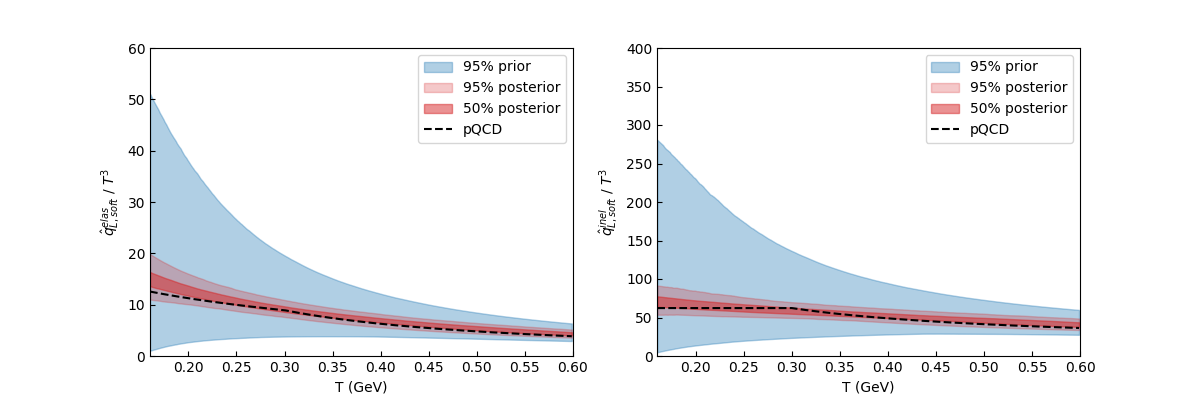 60
50
40
30
20
10
0
0.20 0.25 0.30 0.35 0.40 0.45 0.50 0.55 0.60
T (GeV)
q̂^{elas}_{L, soft} / T^3
95% prior
95% posterior
50% posterior
pQCD
400
350
300
250
200
150
100
50
0
0.20 0.25 0.30 0.35 0.40 0.45 0.50 0.55 0.60
T (GeV)
q̂^{inel}_{L, soft} / T^3
95% prior
95% posterior
50% posterior
pQCD